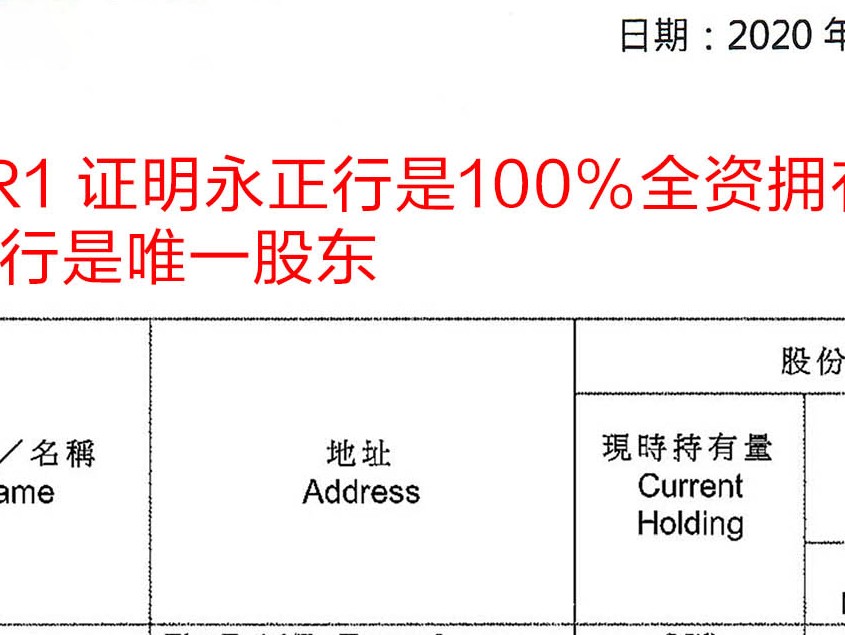 日期：2020 年
R1 证明永正行是100%全资拥有
行是唯一股东
股份
／名稱
ame
地址
Address
現時持有量
Current
Holding